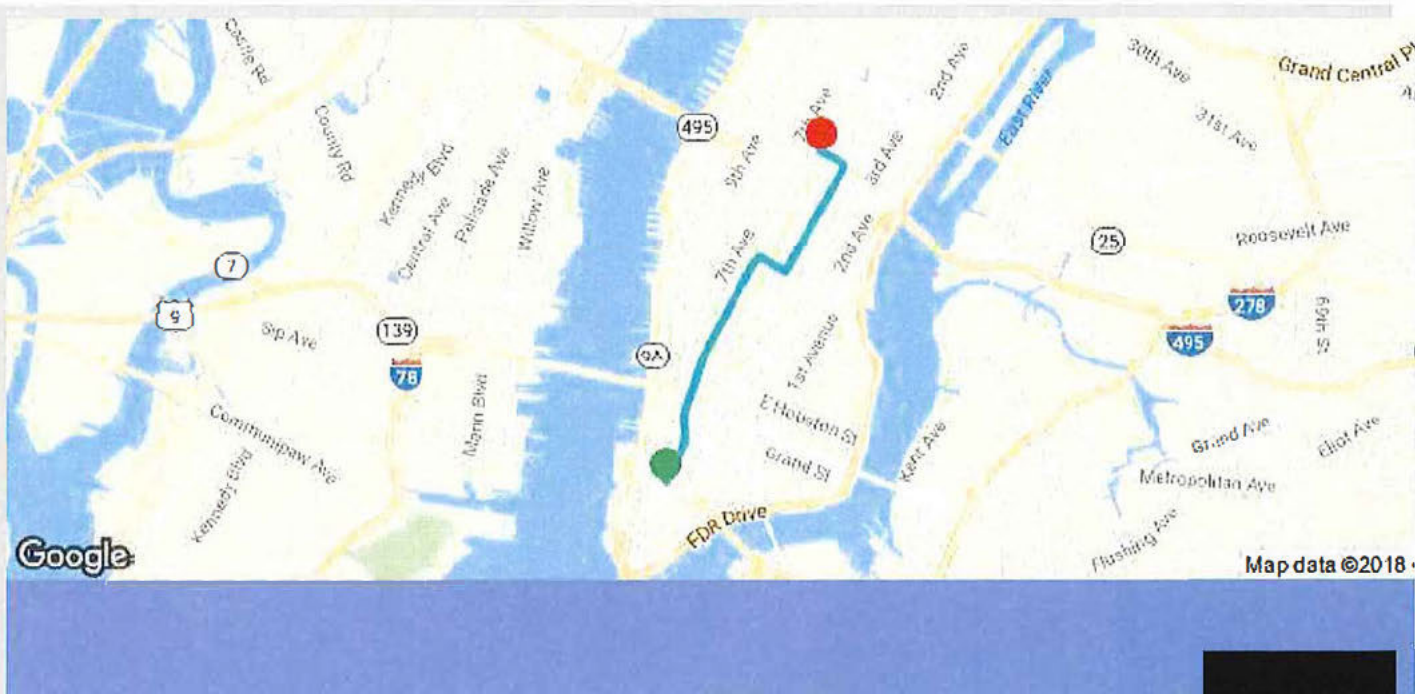 Castle Rd
County Rd
Kennedy Blvd
Central Ave
Palisade Ave
Willow Ave
495
9th Ave
7th Ave
2nd Ave
3rd Ave
East River
30th Ave
31st Ave
Grand Central P
7th Ave
2nd Ave
25
Roosevelt Ave
7
9
Sip Ave
139
78
9A
278
495
69th St
Marin Blvd
1st Avenue
E Houston St
Grand St
Kent Ave
Grand Ave
Eliot Ave
Metropolitan Ave
Communipaw Ave
Kennedy Blvd
FDR Drive
Flushing Ave
Google
Map data ©2018